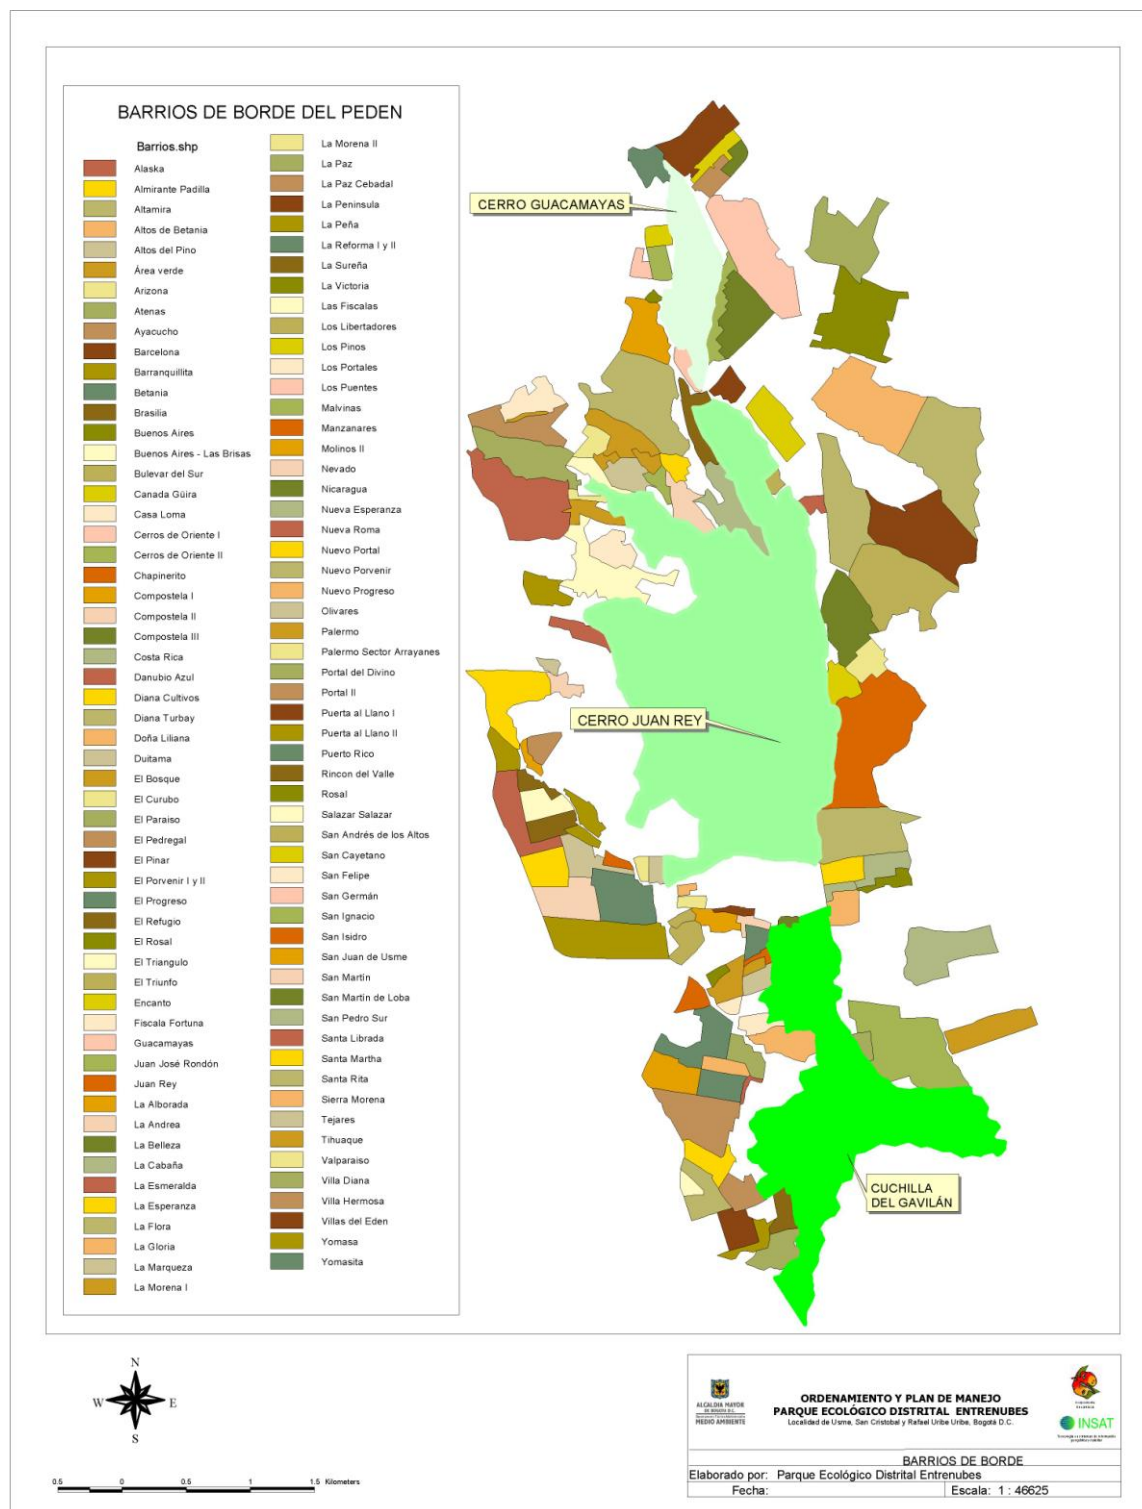 BARRIOS DE BORDE DEL PEDEN
Barrios.shp
Alaska
Almirante Padilla
Altamira
Altos de Betania
Altos del Pino
Área verde
Arizona
Atenas
Ayacucho
Barcelona
Barranquillita
Betania
Brasilia
Buenos Aires
Buenos Aires - Las Brisas
Bulevar del Sur
Canada Güira
Casa Loma
Cerros de Oriente I
Cerros de Oriente II
Chapinerito
Compostela I
Compostela II
Compostela III
Costa Rica
Danubio Azul
Diana Cultivos
Diana Turbay
Doña Liliana
Duitama
El Bosque
El Curubo
El Paraiso
El Pedregal
El Pinar
El Porvenir I y II
El Progreso
El Refugio
El Rosal
El Triangulo
El Triunfo
Encanto
Fiscala Fortuna
Guacamayas
Juan José Rondón
Juan Rey
La Alborada
La Andrea
La Belleza
La Cabaña
La Esmeralda
La Esperanza
La Flora
La Gloria
La Marqueza
La Morena I
La Morena II
La Paz
La Paz Cebadal
La Peninsula
La Peña
La Reforma I y II
La Sureña
La Victoria
Las Fiscalas
Los Libertadores
Los Pinos
Los Portales
Los Puentes
Malvinas
Manzanares
Molinos II
Nevado
Nicaragua
Nueva Esperanza
Nueva Roma
Nuevo Portal
Nuevo Porvenir
Nuevo Progreso
Olivares
Palermo
Palermo Sector Arrayanes
Portal del Divino
Portal II
Puerta al Llano I
Puerta al Llano II
Puerto Rico
Rincon del Valle
Rosal
Salazar Salazar
San Andrés de los Altos
San Cayetano
San Felipe
San Germán
San Ignacio
San Isidro
San Juan de Usme
San Martín
San Martín de Loba
San Pedro Sur
Santa Librada
Santa Martha
Santa Rita
Sierra Morena
Tejares
Tihuaque
Valparaiso
Villa Diana
Villa Hermosa
Villas del Eden
Yomasa
Yomasita
CERRO GUACAMAYAS
CERRO JUAN REY
CUCHILLA
DEL GAVILÁN
N
W E
S
0.5 0 0.5 1 1.5 Kilometers
ALCALDIA MAYOR
DE BOGOTA D.C.
MEDIO AMBIENTE
ORDENAMIENTO Y PLAN DE MANEJO
PARQUE ECOLÓGICO DISTRITAL ENTRENUBES
Localidad de Usme, San Cristobal y Rafael Uribe Uribe, Bogotá D.C.
INSAT
BARRIOS DE BORDE
Elaborado por: Parque Ecológico Distrital Entrenubes
Fecha:
Escala: 1 : 46625